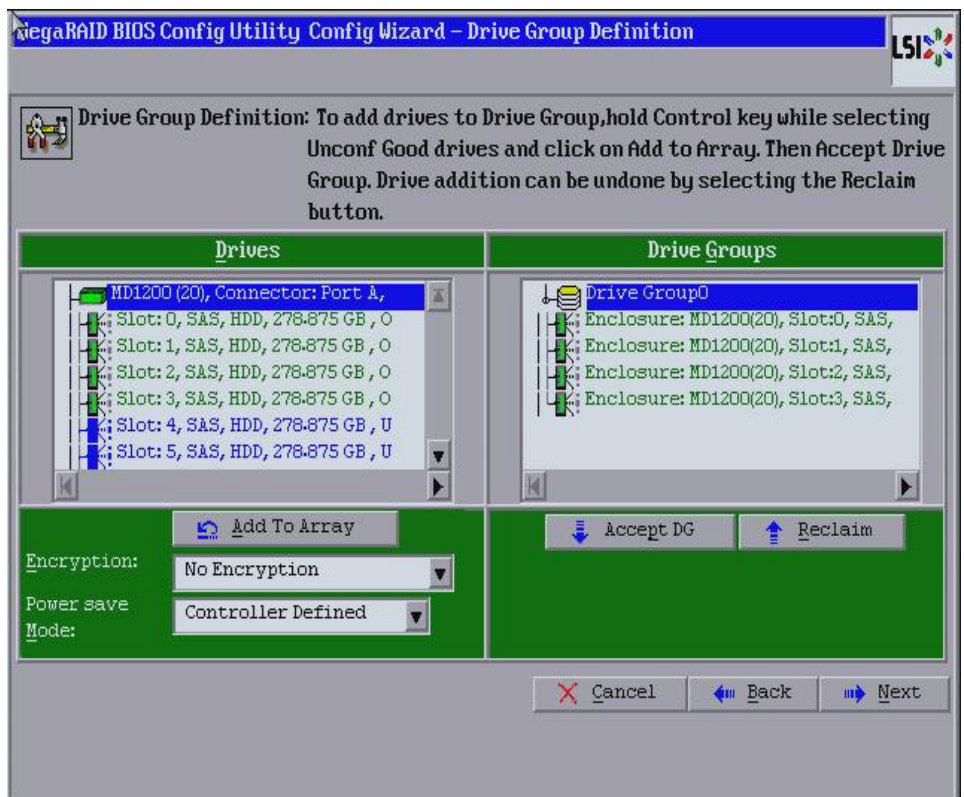 egaRAID BIOS Config Utility Config Wizard – Drive Group Definition
LSI
Drive Group Definition: To add drives to Drive Group,hold Control key while selecting
Unconf Good drives and click on Add to Array. Then Accept Drive
Group. Drive addition can be undone by selecting the Reclaim
button.
Drives
MD1200 (20), Connector: Port A,
Slot: 0, SAS, HDD, 278.875 GB , O
Slot: 1, SAS, HDD, 278.875 GB , O
Slot: 2, SAS, HDD, 278.875 GB , O
Slot: 3, SAS, HDD, 278.875 GB , O
Slot: 4, SAS, HDD, 278.875 GB , U
Slot: 5, SAS, HDD, 278.875 GB , U
Add To Array
Encryption:
No Encryption
Power save
Mode:
Controller Defined
Drive Groups
Drive Group0
Enclosure: MD1200(20), Slot:0, SAS,
Enclosure: MD1200(20), Slot:1, SAS,
Enclosure: MD1200(20), Slot:2, SAS,
Enclosure: MD1200(20), Slot:3, SAS,
Accept DG
Reclaim
Cancel
Back
Next